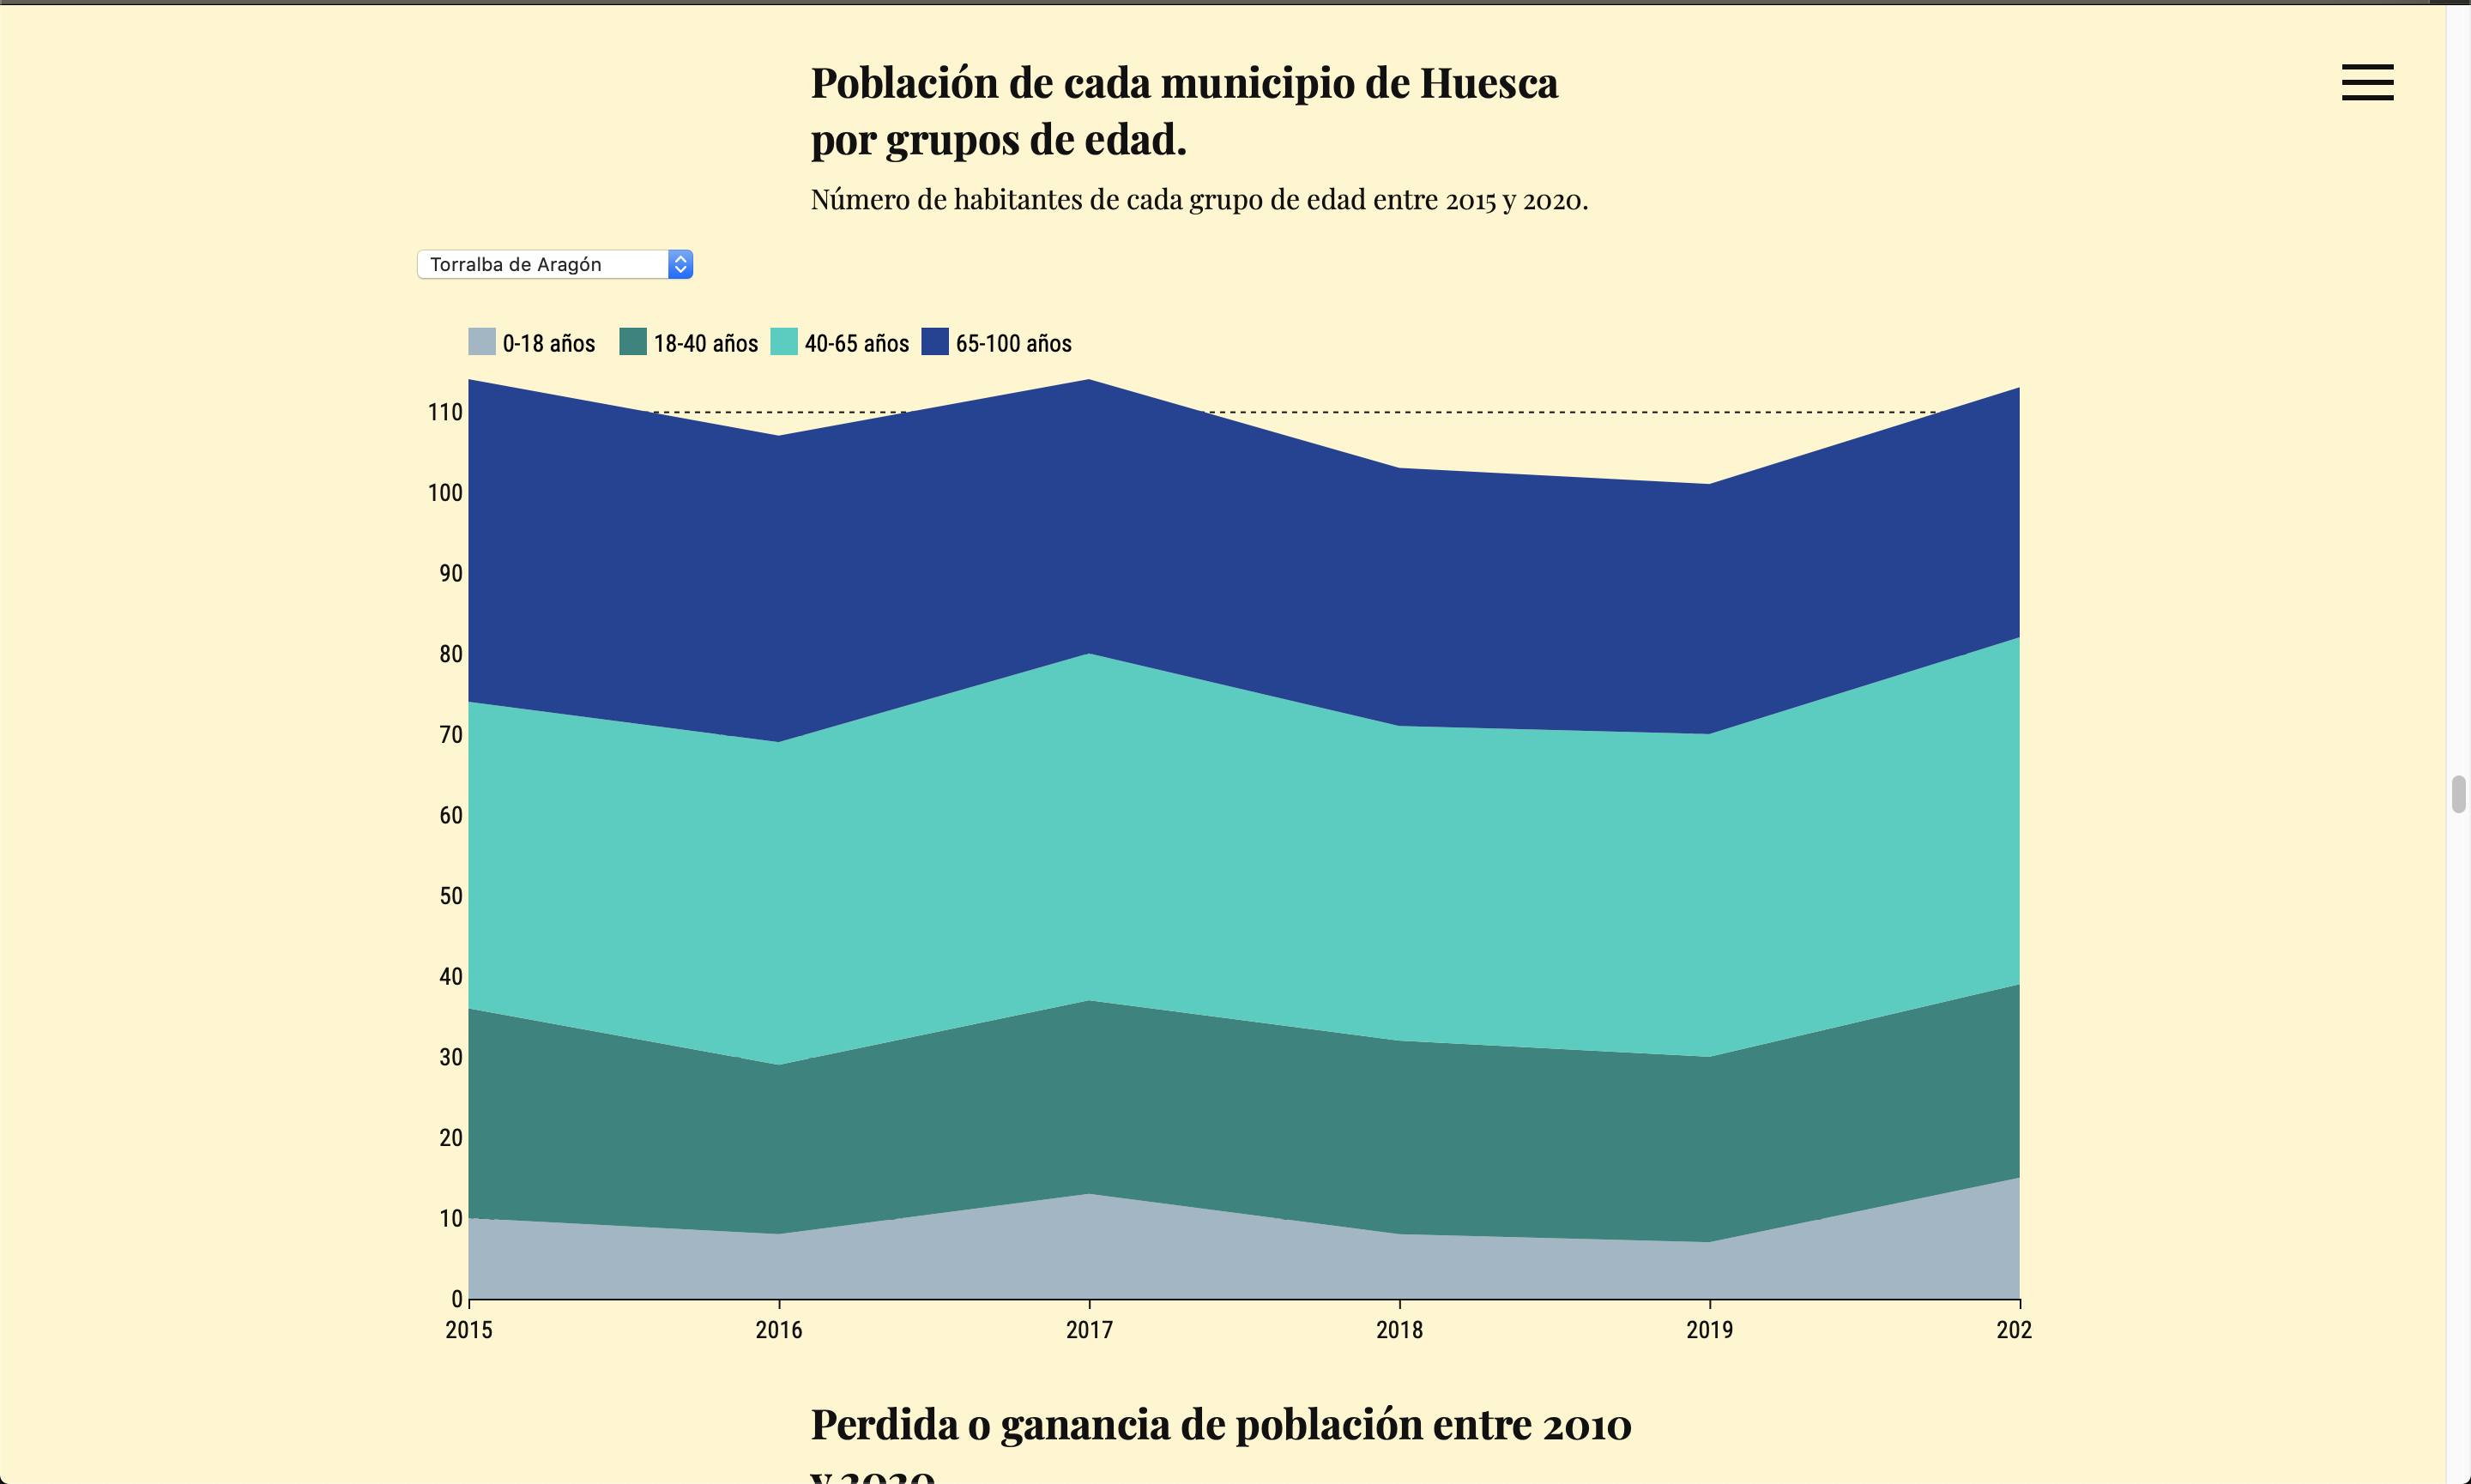 Población de cada municipio de Huesca
por grupos de edad.
Número de habitantes de cada grupo de edad entre 2015 y 2020.
Torralba de Aragón
0-18 años 18-40 años 40-65 años 65-100 años
110
100
90
80
70
60
50
40
30
20
10
0
2015 2016 2017 2018 2019 202
Perdida o ganancia de población entre 2010
y 2020